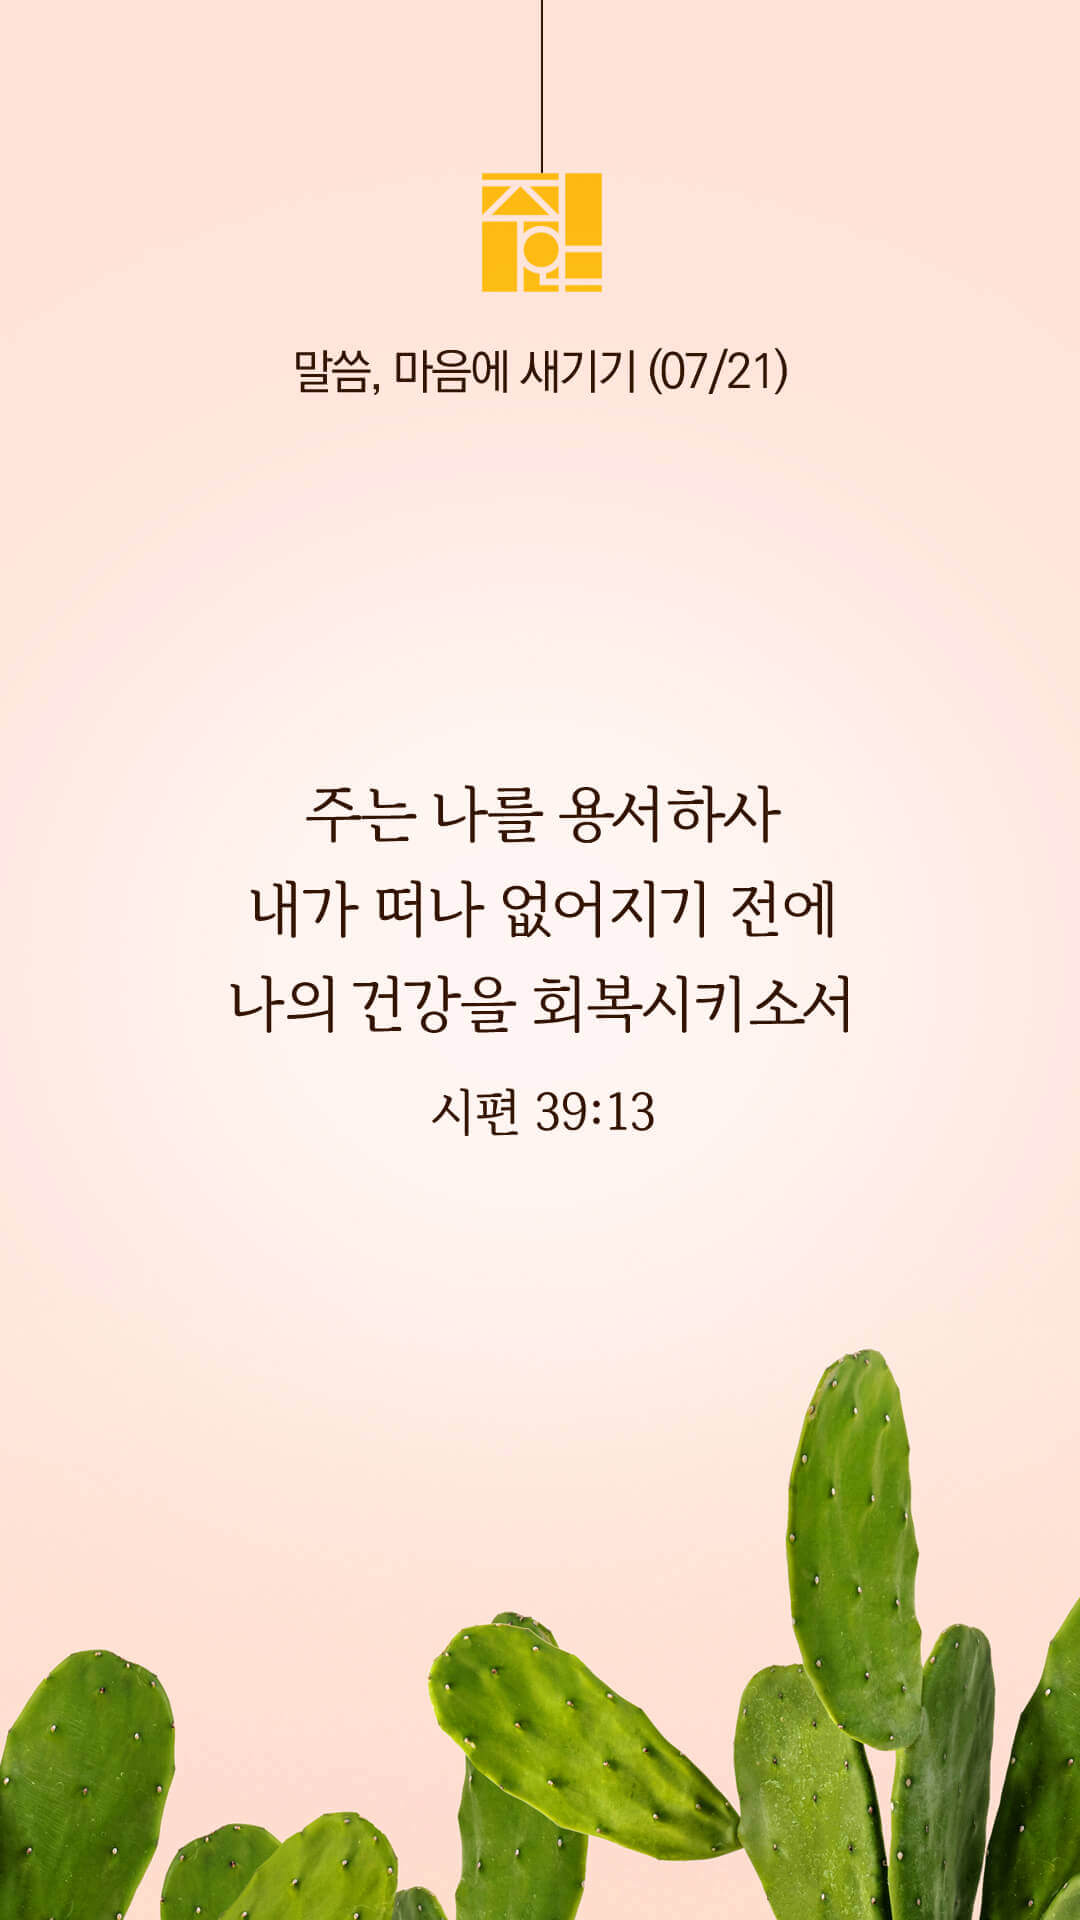 주인
말씀, 마음에 새기기 (07/21)
주는 나를 용서하사
내가 떠나 없어지기 전에
나의 건강을 회복시키소서
시편 39:13